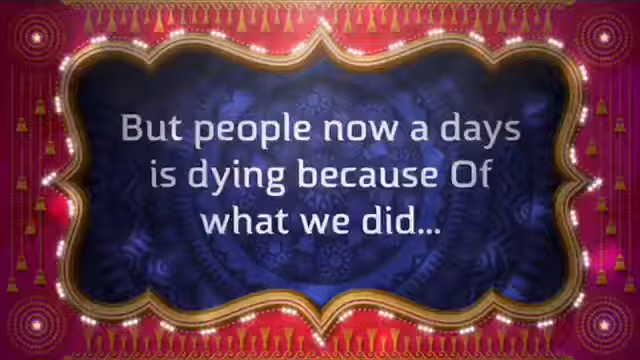 But people now a days
is dying because Of
what we did...